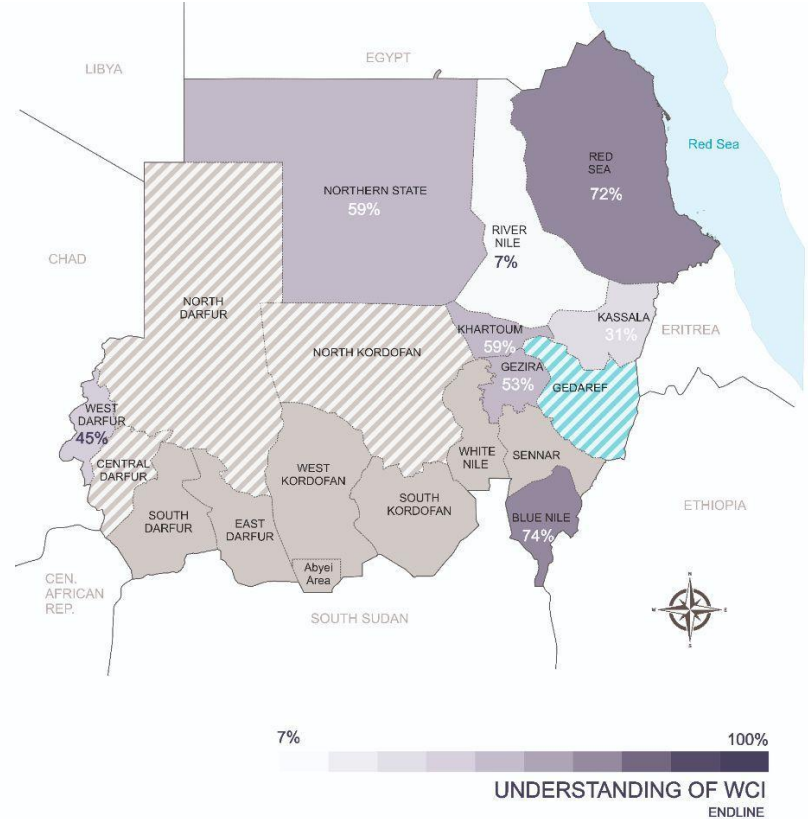 LIBYA
EGYPT
Red Sea
RED
SEA
72%
NORTHERN STATE
59%
RIVER
NILE
7%
CHAD
NORTH
DARFUR
KASSALA
31%
ERITREA
KHARTOUM
59%
NORTH KORDOFAN
GEZIRA
53%
GEDAREF
WEST
DARFUR
45%
CENTRAL
DARFUR
WHITE
NILE
SENNAR
WEST
KORDOFAN
SOUTH
KORDOFAN
SOUTH
DARFUR
EAST
DARFUR
BLUE NILE
74%
ETHIOPIA
Abyei
Area
CEN.
AFRICAN
REP.
SOUTH SUDAN
N
W
E
S
7%
100%
UNDERSTANDING OF WCI
ENDLINE